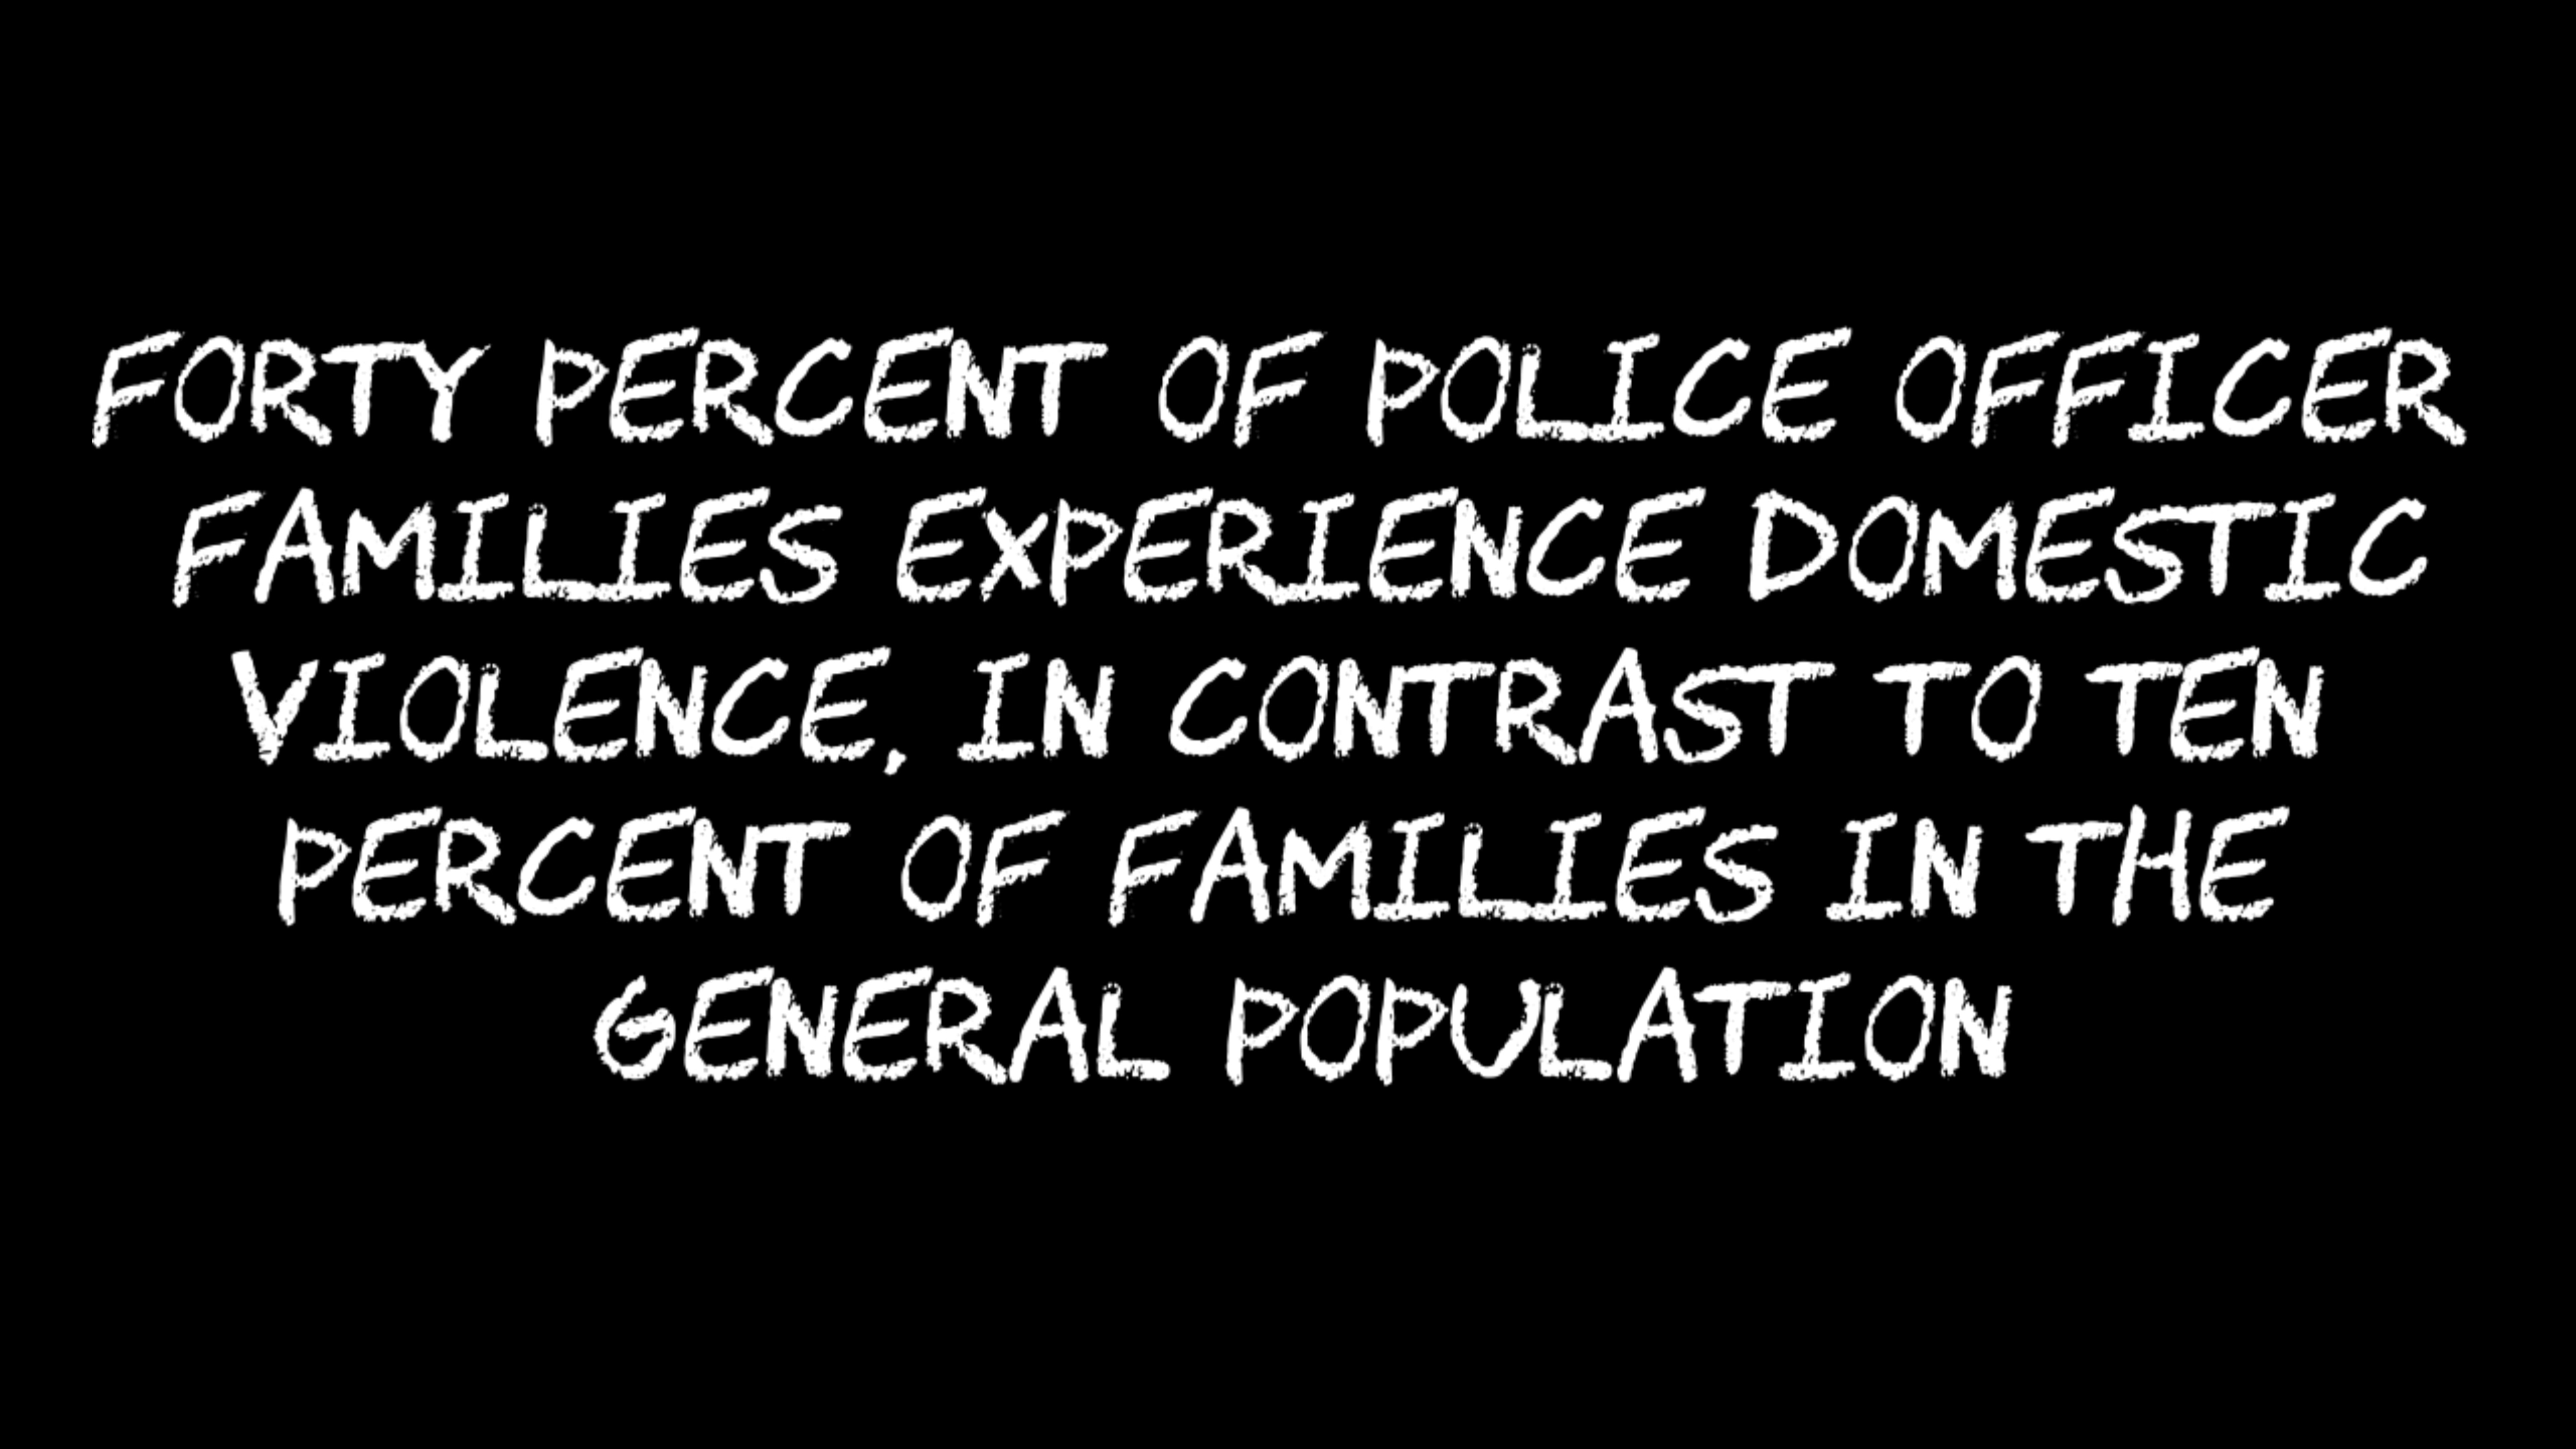 FORTY PERCENT OF POLICE OFFICER
FAMILIES EXPERIENCE DOMESTIC
VIOLENCE, IN CONTRAST TO TEN
PERCENT OF FAMILIES IN THE
GENERAL POPULATION